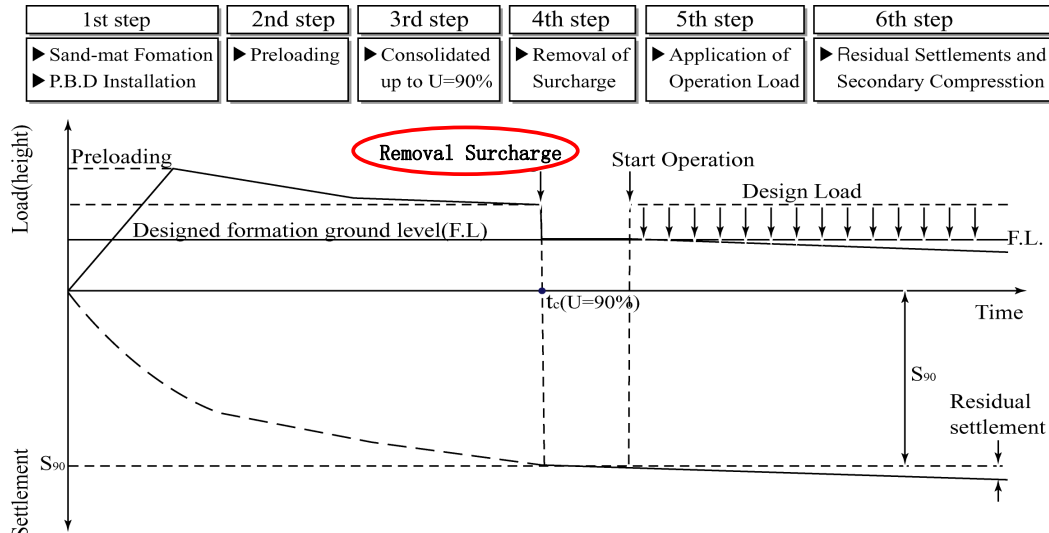 1st step
2nd step
3rd step
4th step
5th step
6th step
▶ Sand-mat Fomation
▶ P.B.D Installation
▶ Preloading
▶ Consolidated
up to U=90%
▶ Removal of
Surcharge
▶ Application of
Operation Load
▶ Residual Settlements and
Secondary Compresstion
Load(height)
Preloading
Removal Surcharge
Start Operation
Design Load
Designed formation ground level(F.L)
F.L.
tc(U=90%)
Time
S90
Residual
settlement
S90
Settlement